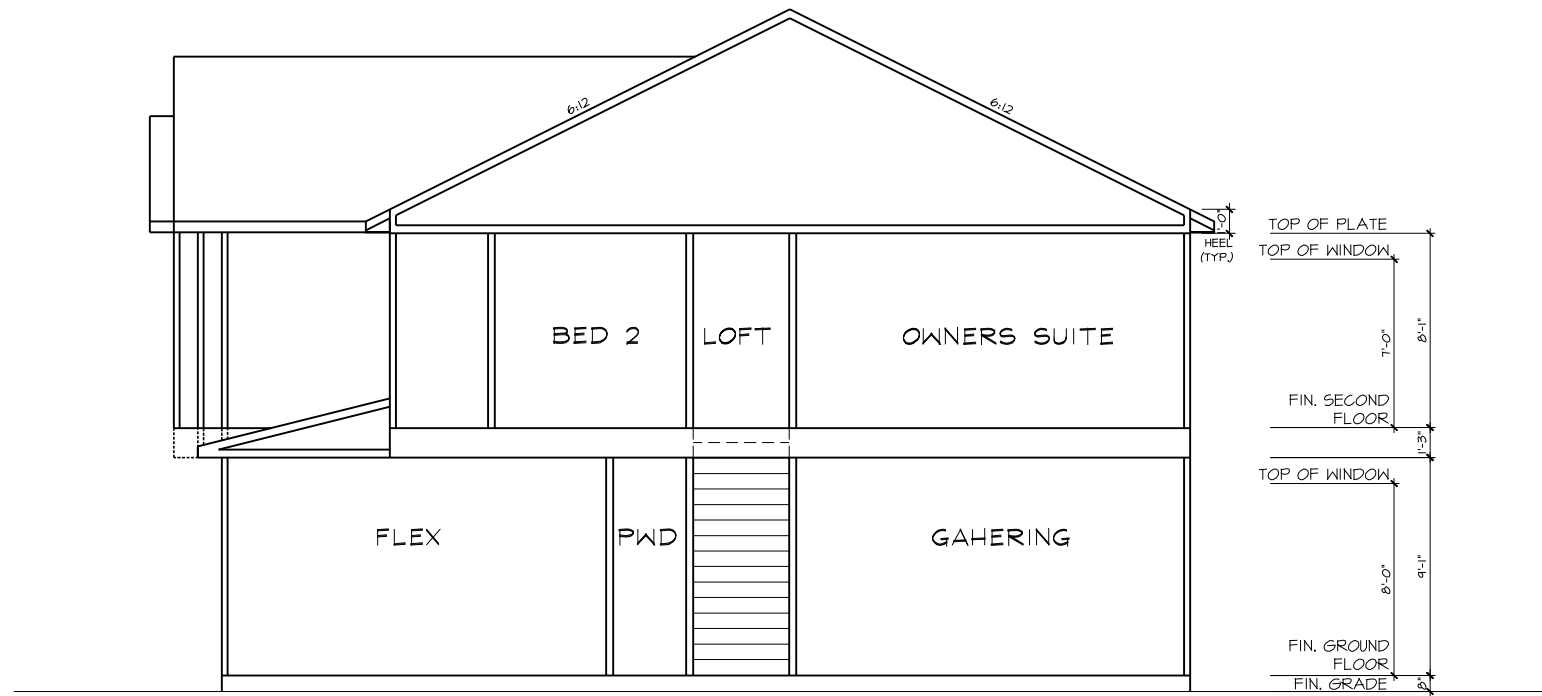 6:12
6:12
1'-0"
HEEL
(TYP.)
TOP OF PLATE
TOP OF WINDOW
BED 2
LOFT
OWNERS SUITE
7'-0"
8'-1"
FIN. SECOND
FLOOR
1'-3"
TOP OF WINDOW
FLEX
PWD
GAHERING
8'-0"
9'-1"
FIN. GROUND
FLOOR
FIN. GRADE
8"